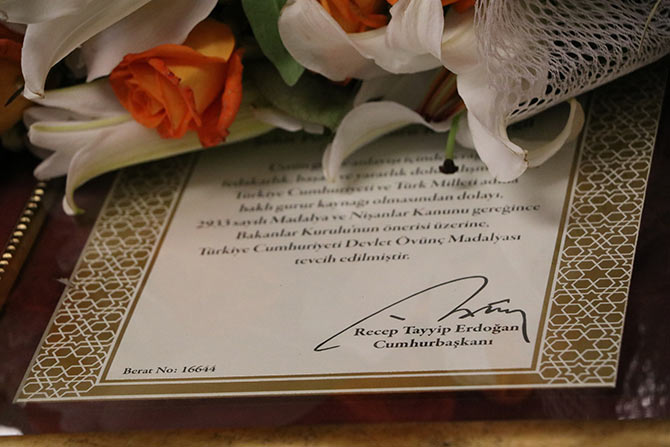 fedakarlık, başarı ve yararlık dolu
Türkiye Cumhuriyeti ve Türk Milleti adına
haklı gurur kaynağı olmasından dolayı,
2933 sayılı Madalya ve Nişanlar Kanunu gereğince
Bakanlar Kurulu'nun önerisi üzerine,
Türkiye Cumhuriyeti Devlet Övünç Madalyası
tevcih edilmiştir.
Recep Tayyip Erdoğan
Cumhurbaşkanı
Berat No: 16644